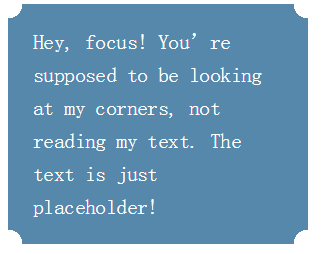 Hey, focus! You’re
supposed to be looking
at my corners, not
reading my text. The
text is just
placeholder!